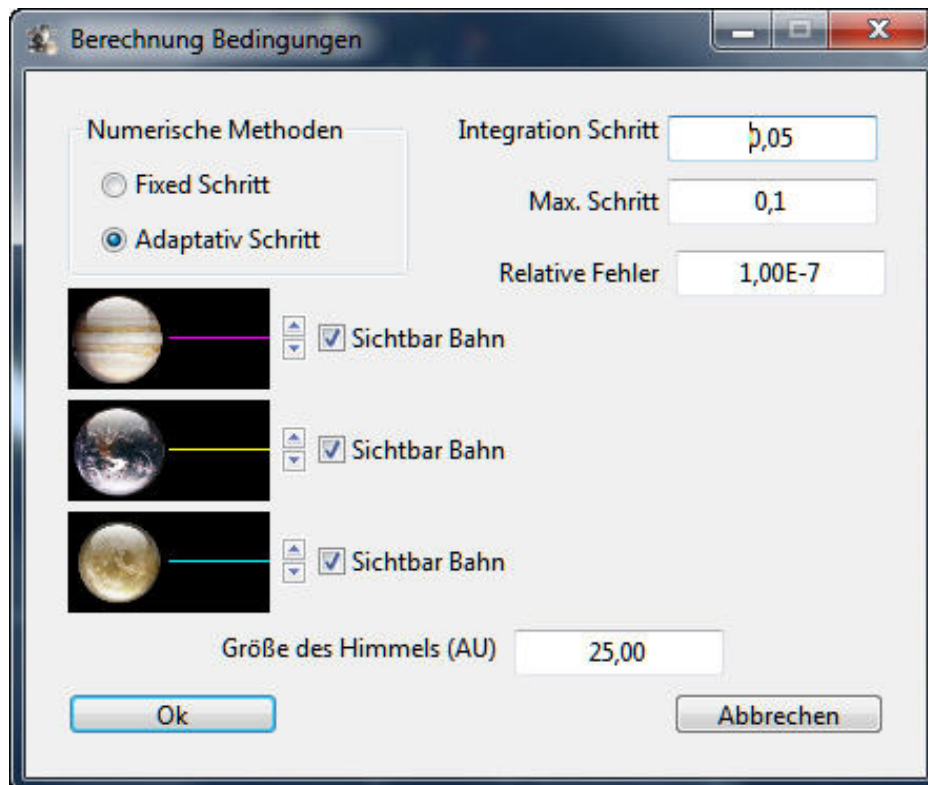 Berechnung Bedingungen
Numerische Methoden
Fixed Schritt
Adaptativ Schritt
Integration Schritt
0,05
Max. Schritt
0,1
Relative Fehler
1,00E-7
Sichtbar Bahn
Sichtbar Bahn
Sichtbar Bahn
Größe des Himmels (AU)
25,00
Ok
Abbrechen